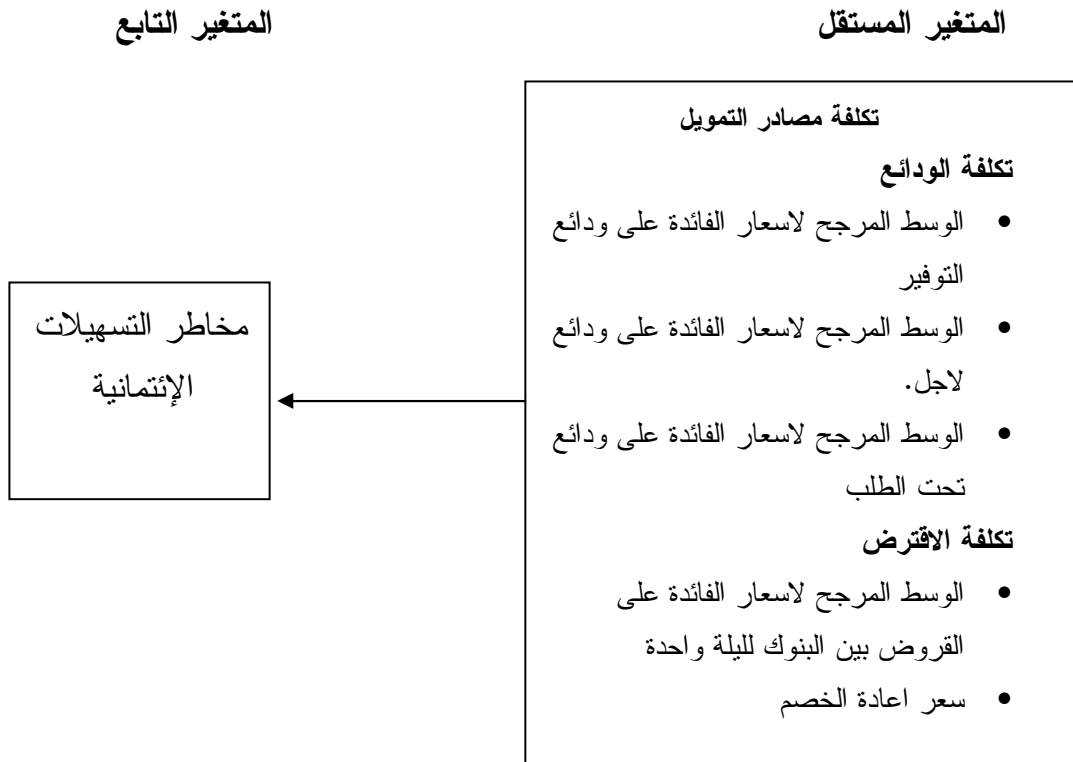 المتغير المستقل
المتغير التابع
تكلفة مصادر التمويل
تكلفة الودائع
• الوسط المرجح لاسعار الفائدة على ودائع
التوفير
• الوسط المرجح لاسعار الفائدة على ودائع
لاجل.
• الوسط المرجح لاسعار الفائدة على ودائع
تحت الطلب
تكلفة الاقترض
• الوسط المرجح لاسعار الفائدة على
القروض بين البنوك لليلة واحدة
• سعر اعادة الخصم
مخاطر التسهيلات
الإئتمانية